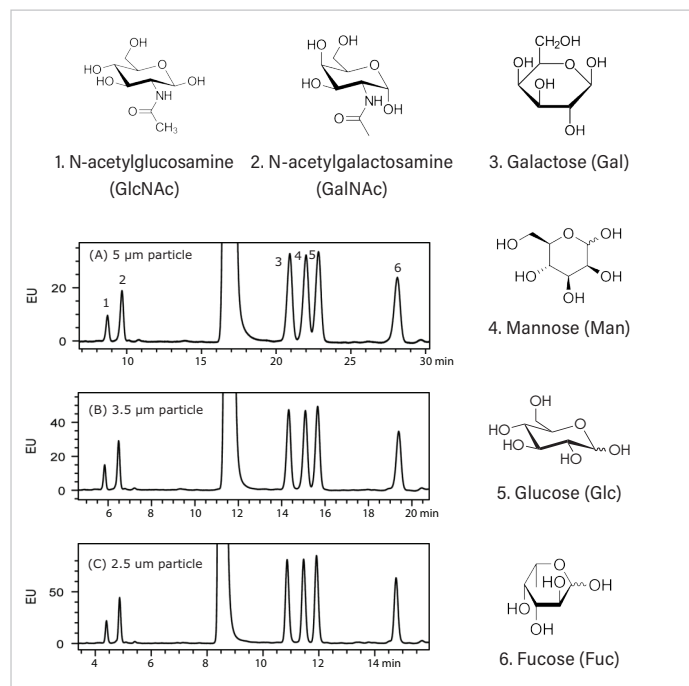 OH
HO
HO
O
OH
NH
O
CH3
1. N-acetylglucosamine
(GlcNAc)
HO
OH
HO
O
NH
OH
O
2. N-acetylgalactosamine
(GalNAc)
CH2OH
OH
O
OH
OH
OH
3. Galactose (Gal)
(A) 5 µm particle
EU
20
0
1
2
3
4
5
6
10 15 20 25 30 min
HO
O
OH
HO
OH
OH
4. Mannose (Man)
(B) 3.5 µm particle
EU
40
20
0
6 8 10 12 14 16 18 20 min
OH
HO
HO
O
OH
OH
5. Glucose (Glc)
(C) 2.5 um particle
EU
50
0
4 6 8 10 12 14 min
O
HO
OH
HO
OH
6. Fucose (Fuc)